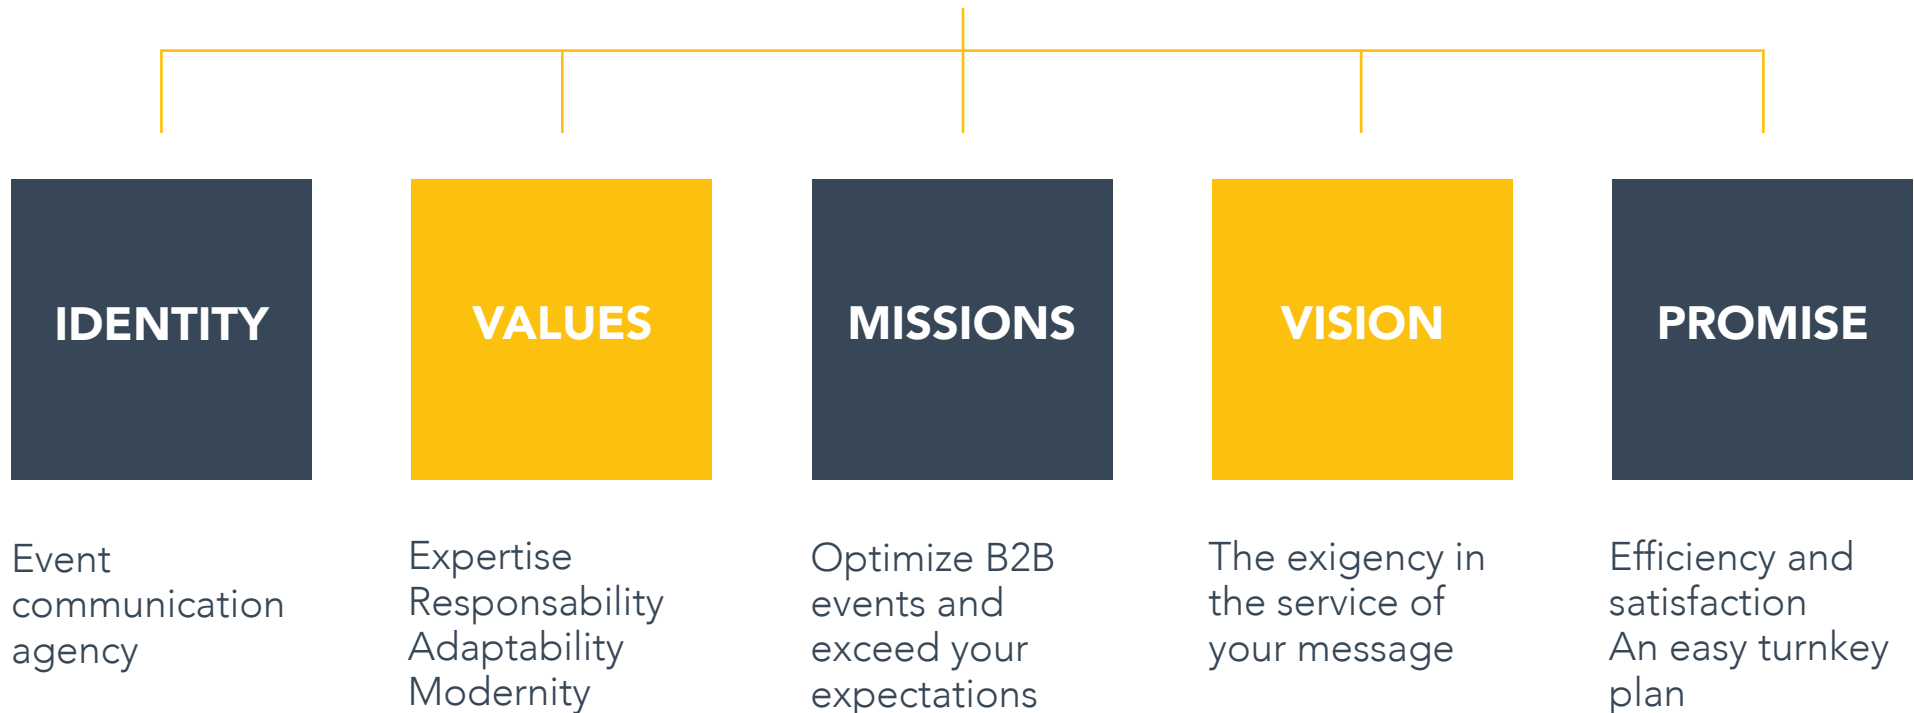 IDENTITY
VALUES
MISSIONS
VISION
PROMISE
Event
communication
agency
Expertise
Responsability
Adaptability
Modernity
Optimize B2B
events and
exceed your
expectations
The exigency in
the service of
your message
Efficiency and
satisfaction
An easy turnkey
plan